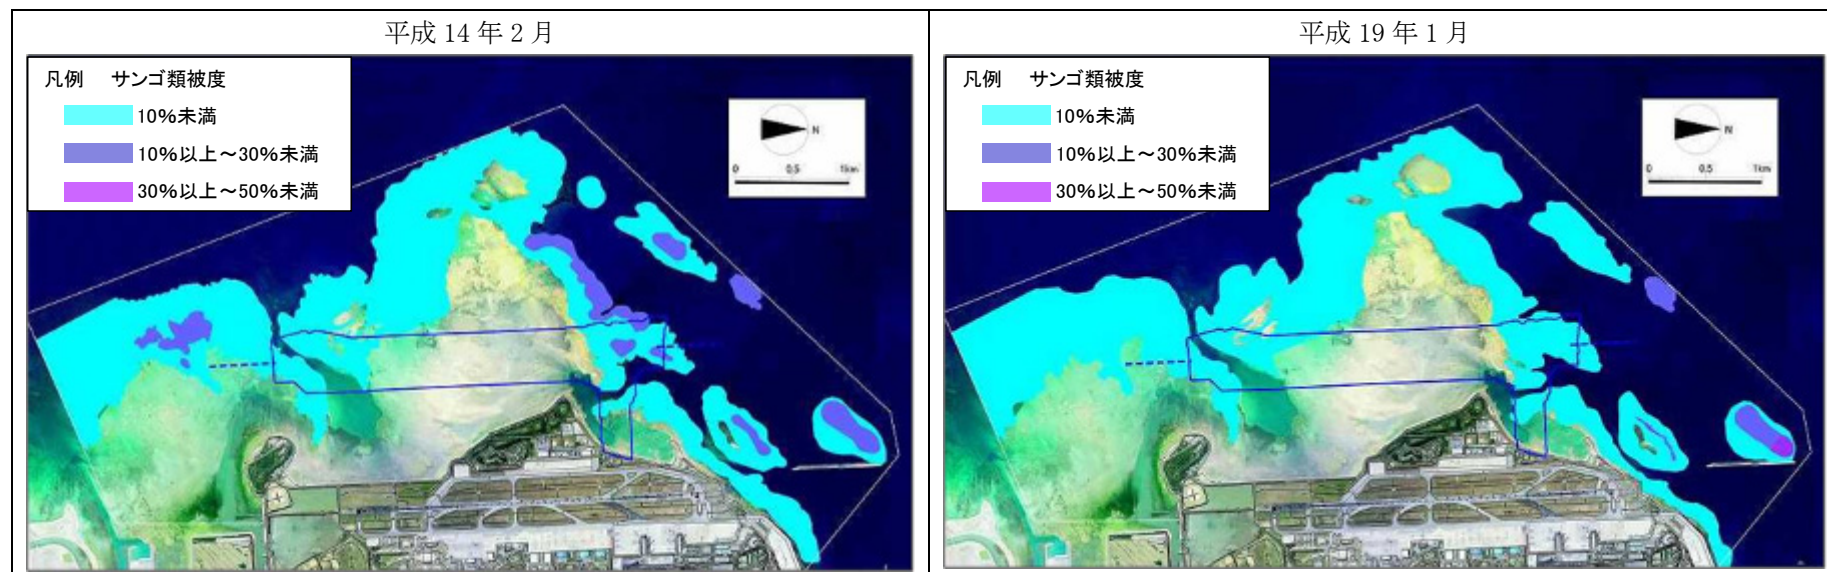 平成 14 年 2 月
凡例 サンゴ類被度
10%未満
10%以上～30%未満
30%以上～50%未満
N
0 0.5 1km
平成 19 年 1 月
凡例 サンゴ類被度
10%未満
10%以上～30%未満
30%以上～50%未満
N
0 0.5 1km